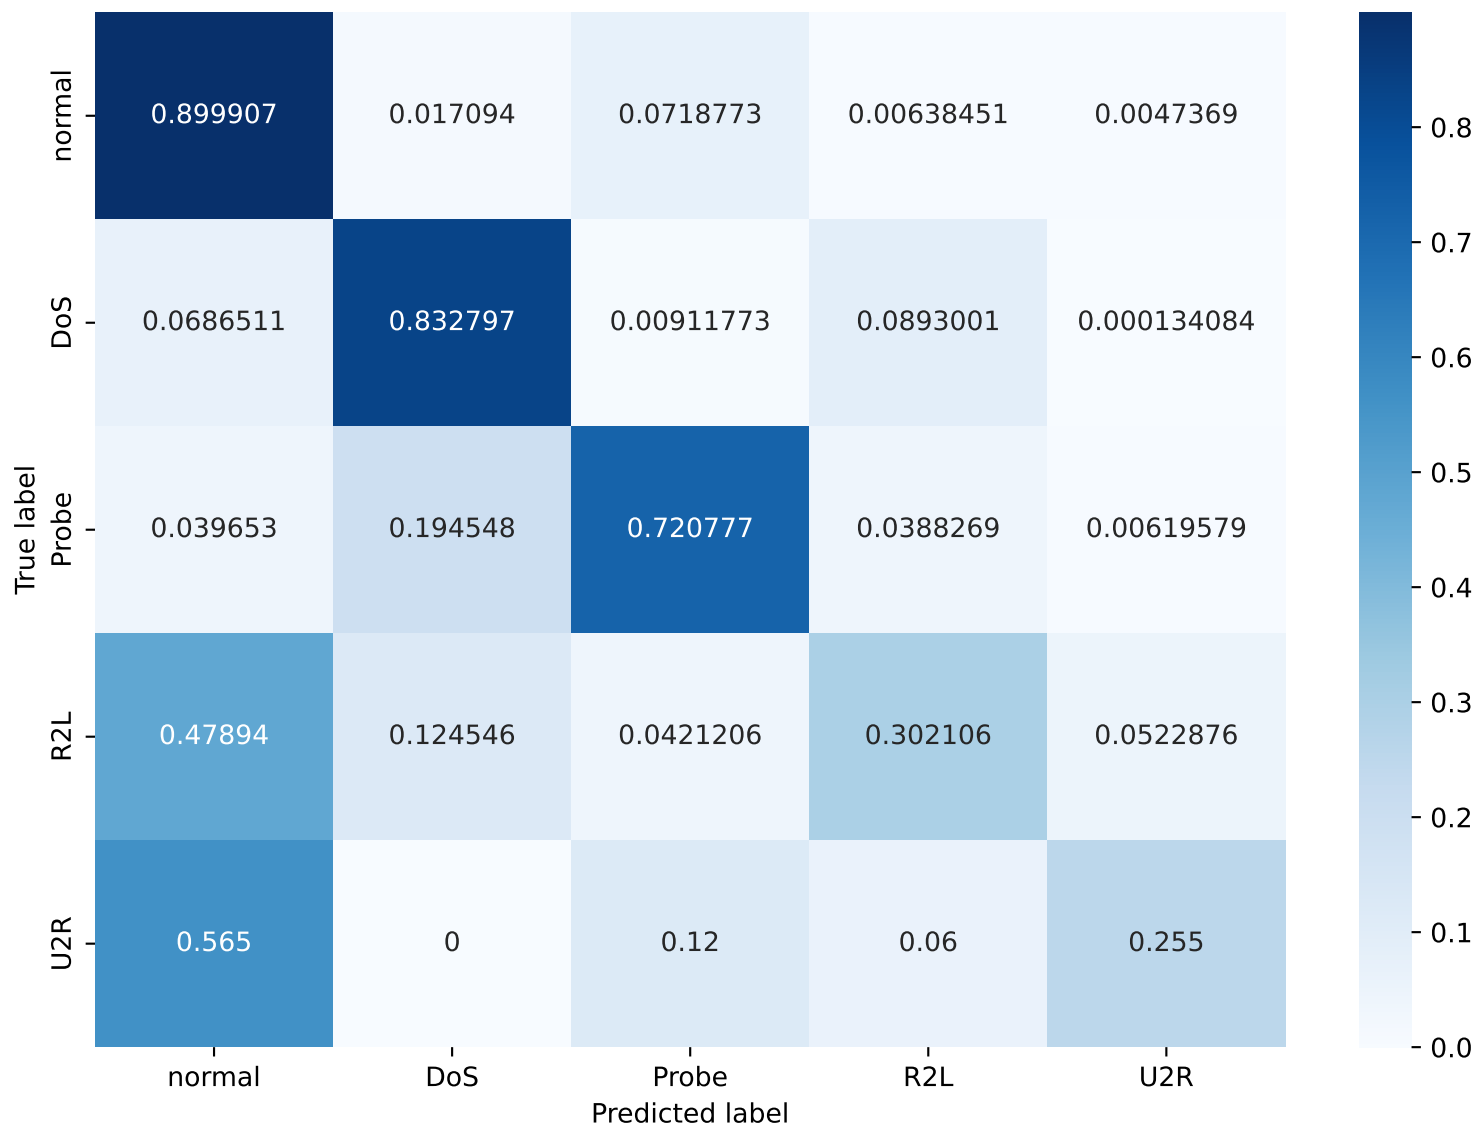 normal 0.899907 0.017094 0.0718773 0.00638451 0.0047369
DoS 0.0686511 0.832797 0.00911773 0.0893001 0.000134084
Probe 0.039653 0.194548 0.720777 0.0388269 0.00619579
R2L 0.47894 0.124546 0.0421206 0.302106 0.0522876
U2R 0.565 0 0.12 0.06 0.255
True label
normal DoS Probe R2L U2R
Predicted label
0.8
0.7
0.6
0.5
0.4
0.3
0.2
0.1
0.0